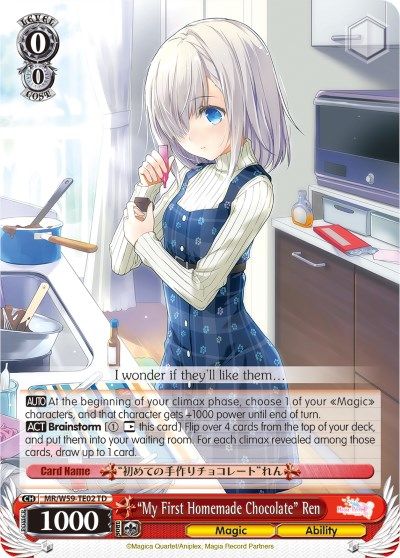 LEVEL
0
0
COST
I wonder if they'll like them…
AUTO At the beginning of your climax phase, choose 1 of your «Magic»
characters, and that character gets +1000 power until end of turn.
ACT Brainstorm [① this card] Flip over 4 cards from the top of your deck,
and put them into your waiting room. For each climax revealed among those
cards, draw up to 1 card.
Card Name "初めての手作りチョコレート"れん
CH MR/W59-TE02 TD
"My First Homemade Chocolate" Ren
POWER 1000 Magic Ability
©Magica Quartet/Aniplex, Magia Record Partners